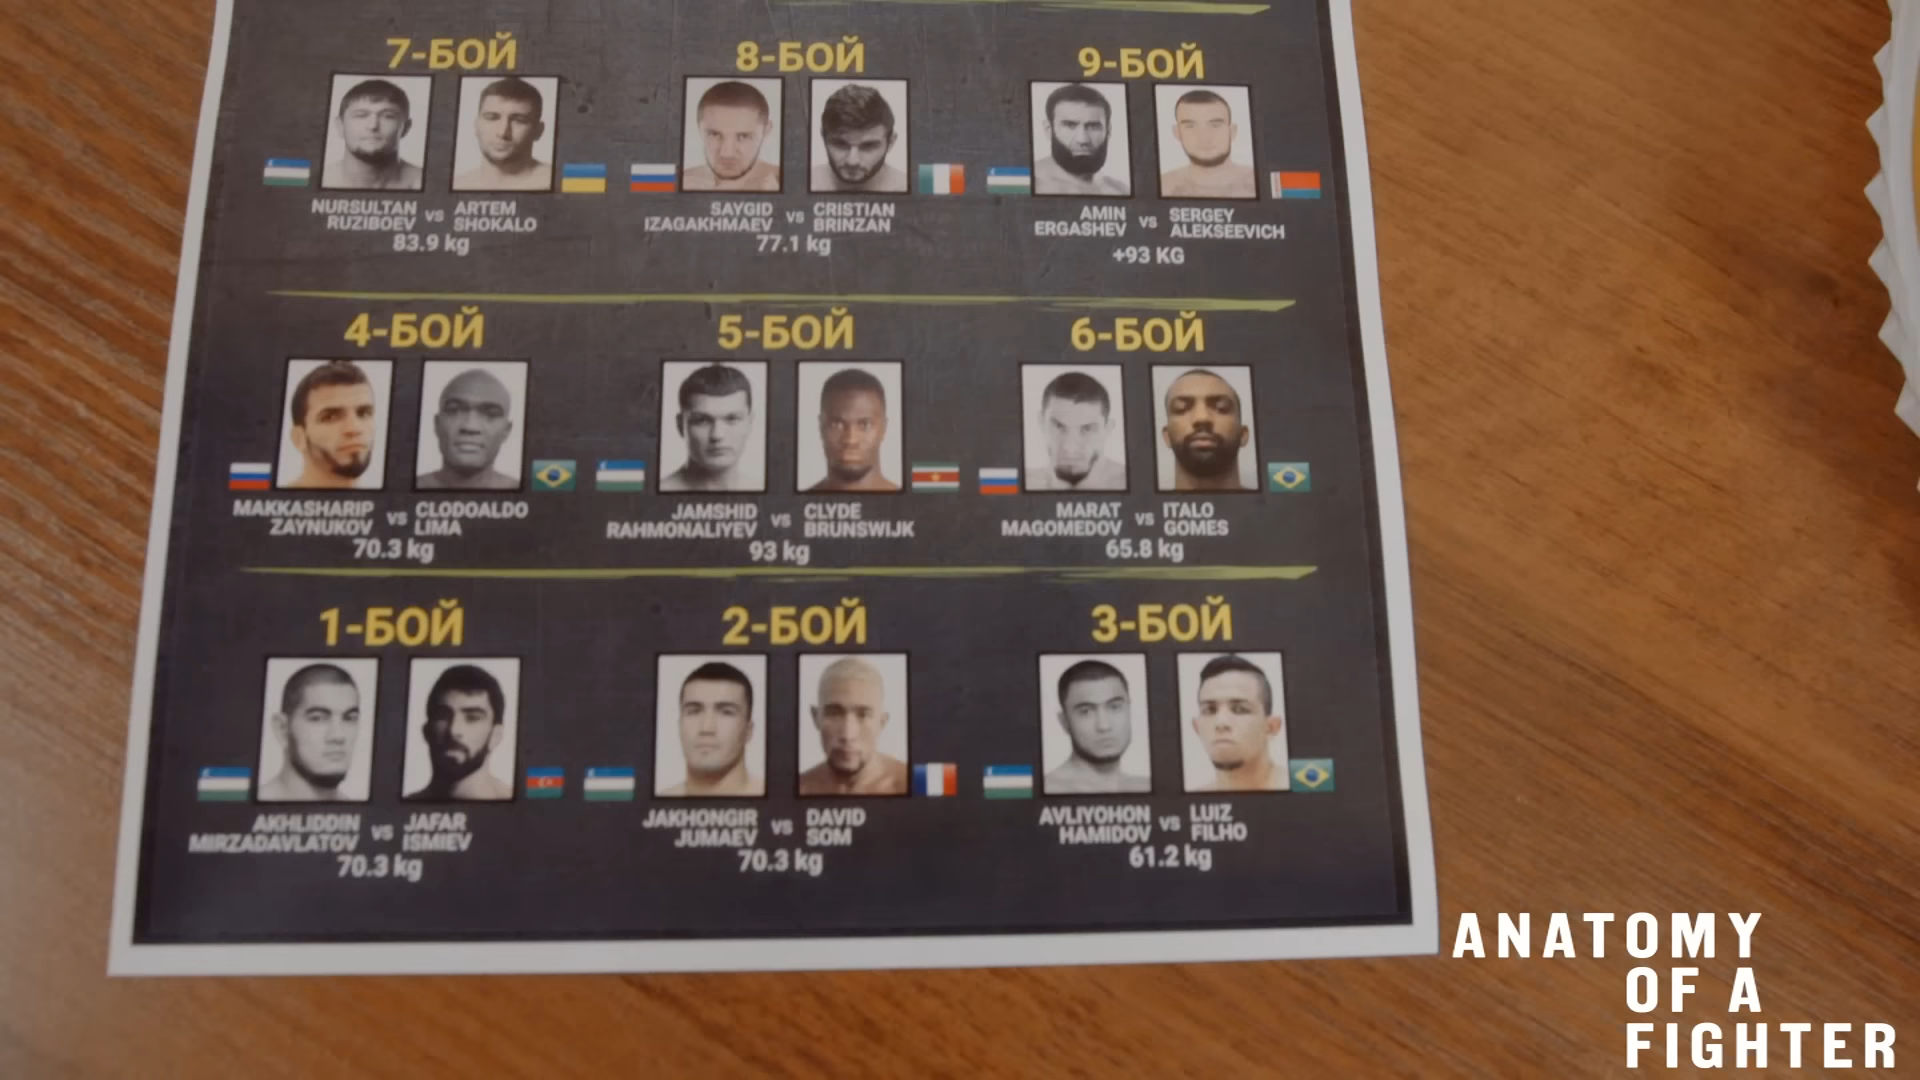 7-БОЙ
NURSULTAN RUZIBOEV vs ARTEM SHOKALO
83.9 kg
8-БОЙ
SAYGID IZAGAKHMAEV vs CRISTIAN BRINZAN
77.1 kg
9-БОЙ
AMIN ERGASHEV vs SERGEY ALEKSEEVICH
+93 KG
4-БОЙ
MAKKASHARIP ZAYNUKOV vs CLODOALDO LIMA
70.3 kg
5-БОЙ
JAMSHID RAHMONALIYEV vs CLYDE BRUNSWIJK
93 kg
6-БОЙ
MARAT MAGOMEDOV vs ITALO GOMES
65.8 kg
1-БОЙ
AKHLIDDIN MIRZADAVLATOV vs JAFAR ISMIEV
70.3 kg
2-БОЙ
JAKHONGIR JUMAEV vs DAVID SOM
70.3 kg
3-БОЙ
AVLIYOHON HAMIDOV vs LUIZ FILHO
61.2 kg
ANATOMY
OF A
FIGHTER